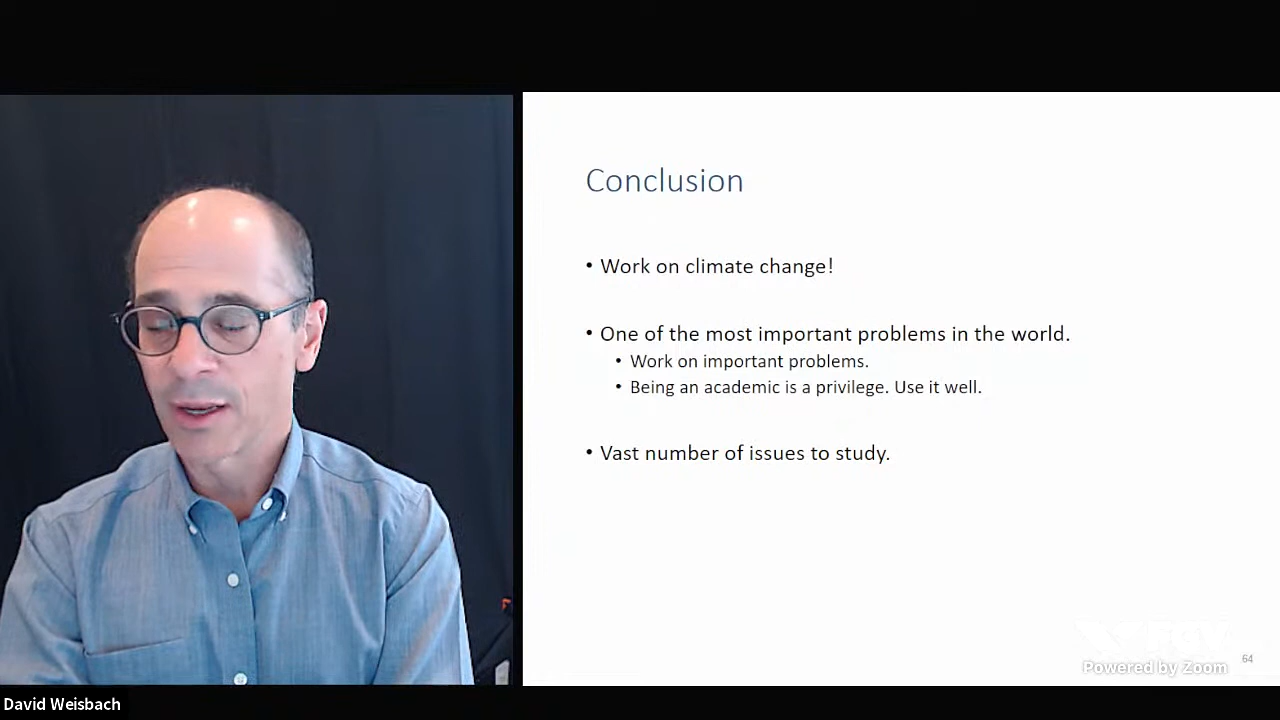 Conclusion
• Work on climate change!
• One of the most important problems in the world.
• Work on important problems.
• Being an academic is a privilege. Use it well.
• Vast number of issues to study.
Powered by Zoom
64
David Weisbach